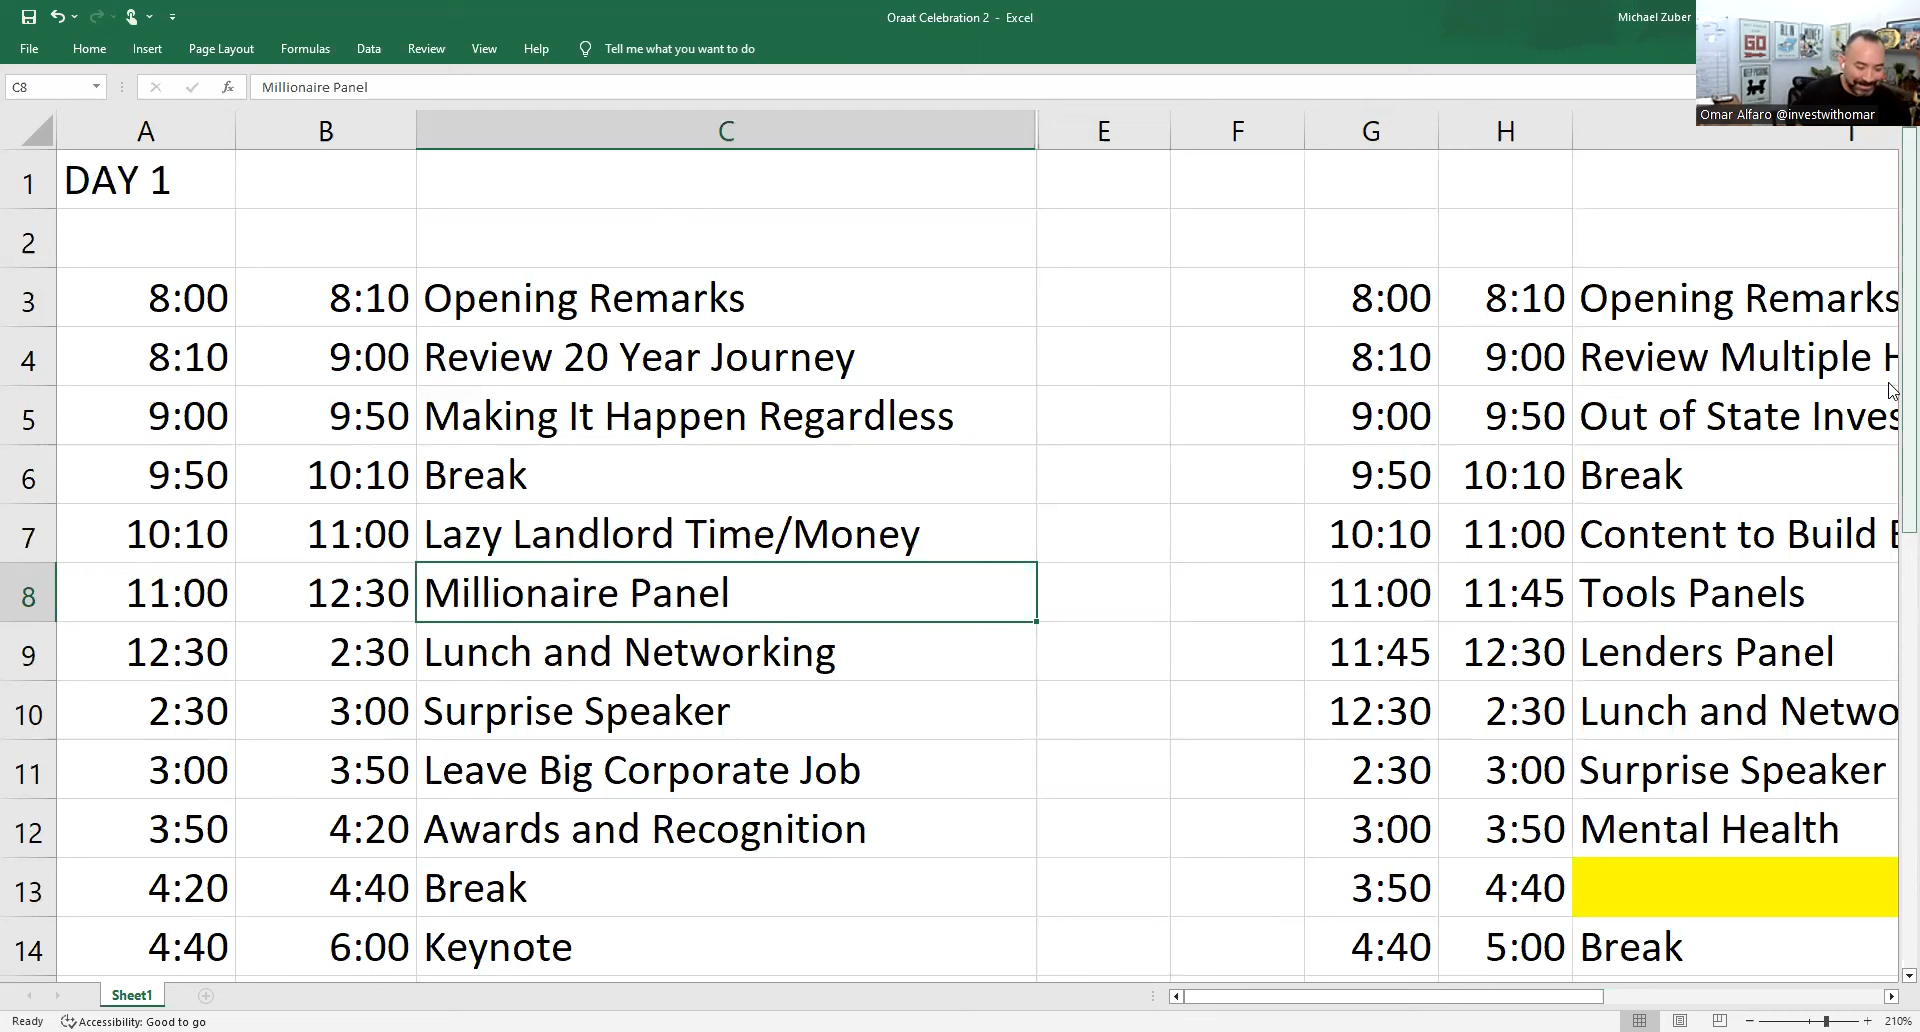 Oraat Celebration 2 - Excel
Michael Zuber
File Home Insert Page Layout Formulas Data Review View Help Tell me what you want to do
GO
ALL IN
MONEY
KEEP PUSHING
Omar Alfaro @investwithomar
C8 fx Millionaire Panel
A B C E F G H I
1 DAY 1
2
3 8:00 8:10 Opening Remarks 8:00 8:10 Opening Remarks
4 8:10 9:00 Review 20 Year Journey 8:10 9:00 Review Multiple H
5 9:00 9:50 Making It Happen Regardless 9:00 9:50 Out of State Inves
6 9:50 10:10 Break 9:50 10:10 Break
7 10:10 11:00 Lazy Landlord Time/Money 10:10 11:00 Content to Build B
8 11:00 12:30 Millionaire Panel 11:00 11:45 Tools Panels
9 12:30 2:30 Lunch and Networking 11:45 12:30 Lenders Panel
10 2:30 3:00 Surprise Speaker 12:30 2:30 Lunch and Netwo
11 3:00 3:50 Leave Big Corporate Job 2:30 3:00 Surprise Speaker
12 3:50 4:20 Awards and Recognition 3:00 3:50 Mental Health
13 4:20 4:40 Break 3:50 4:40
14 4:40 6:00 Keynote 4:40 5:00 Break
Sheet1
Ready Accessibility: Good to go 210%